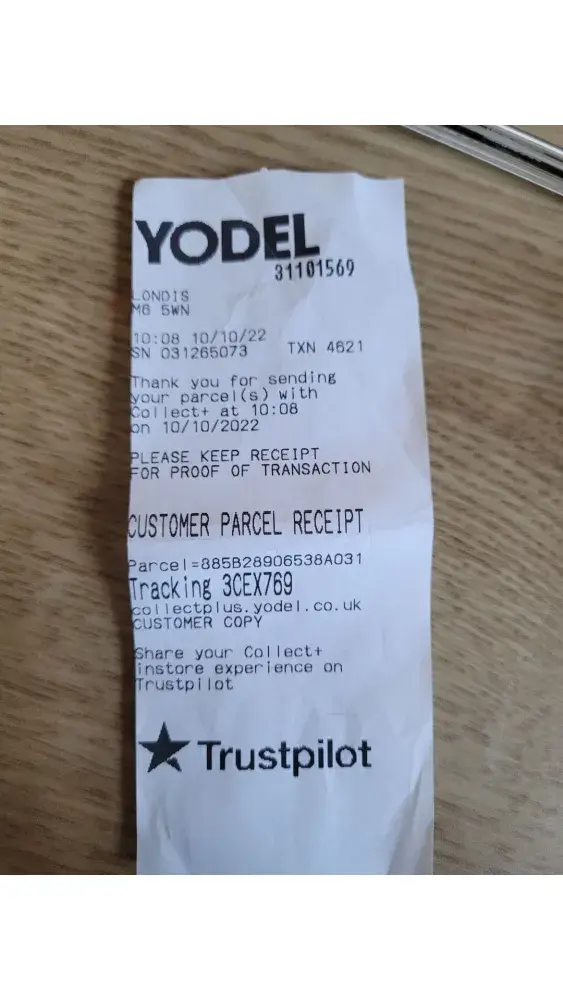 YODEL
31101569
LONDIS
M6 5WN
10:08 10/10/22
SN 031265073 TXN 4621
Thank you for sending
your parcel(s) with
Collect+ at 10:08
on 10/10/2022
PLEASE KEEP RECEIPT
FOR PROOF OF TRANSACTION
CUSTOMER PARCEL RECEIPT
Parcel=885B28906538A031
Tracking 3CEX769
collectplus.yodel.co.uk
CUSTOMER COPY
Share your Collect+
instore experience on
Trustpilot
Trustpilot